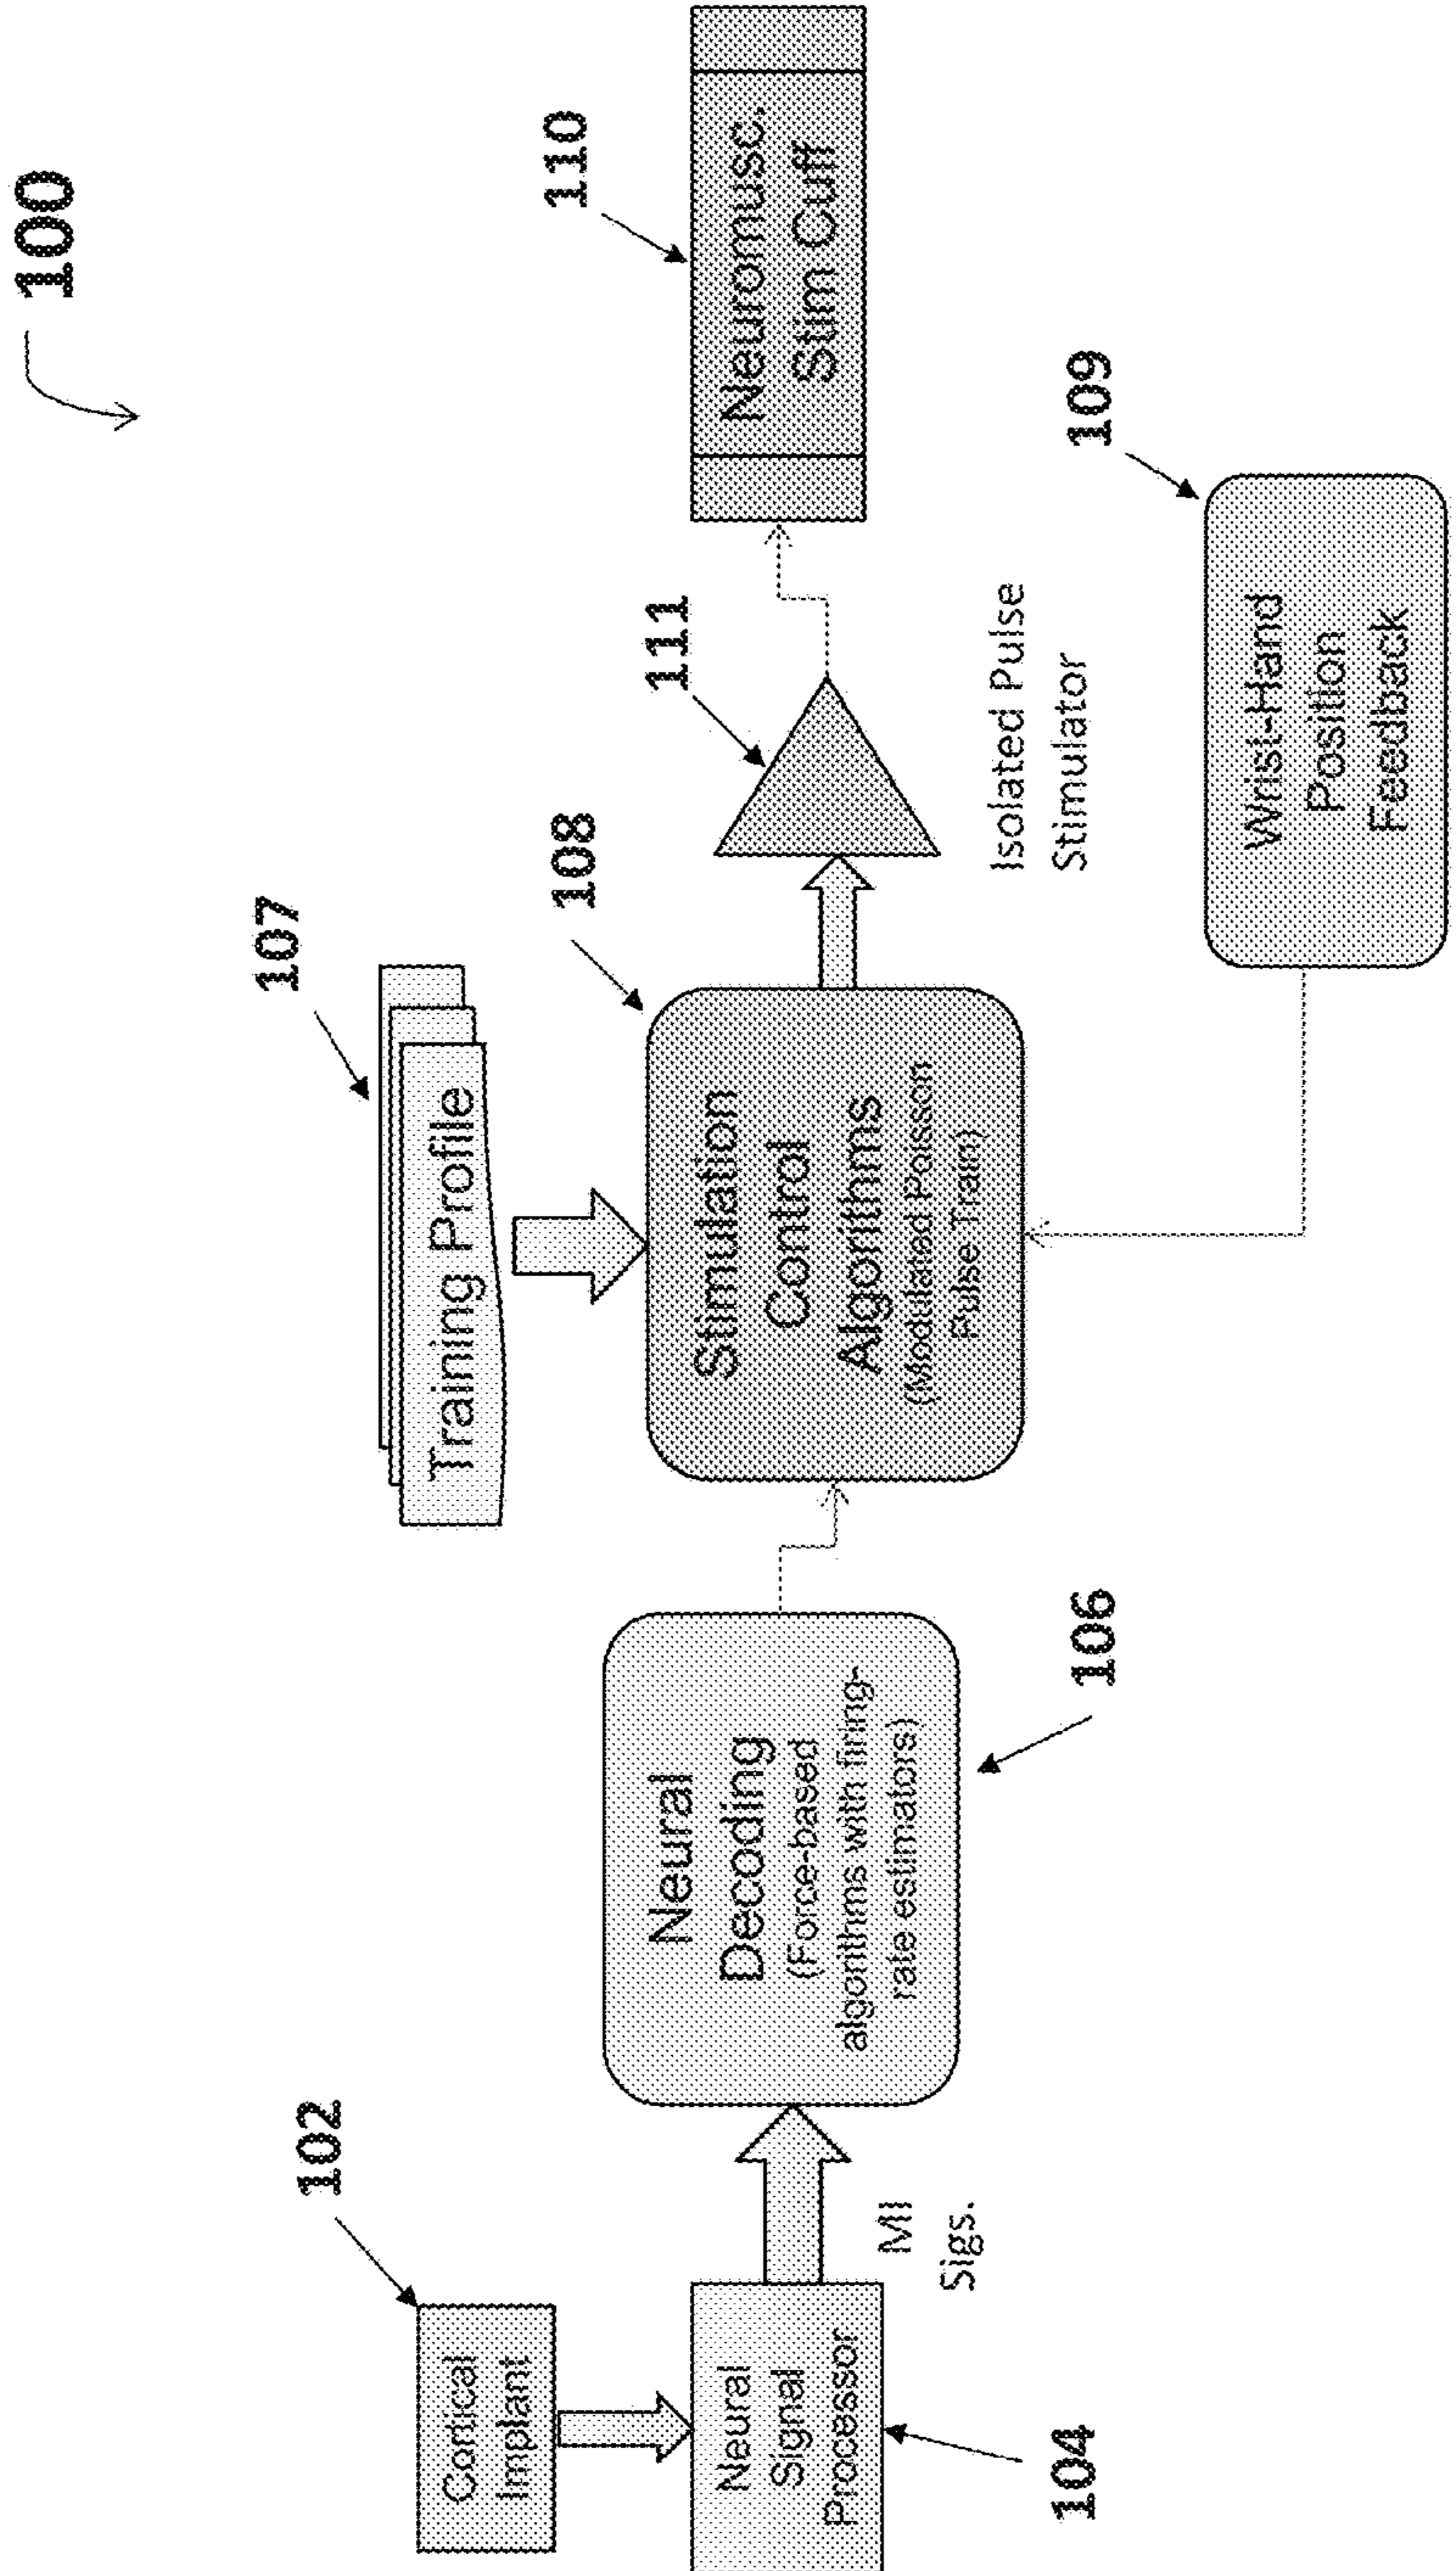 100
102
Cortical
Implant
Neural
Signal
Processor
104
MI
Sigs.
Neural
Decoding
(Force-based
algorithms with firing-
rate estimators)
106
107
Training Profile
108
Stimulation
Control
Algorithms
(Modulated Poisson
Pulse Train)
111
Isolated Pulse
Stimulator
110
Neuromusc.
Stim Cuff
109
Wrist-Hand
Position
Feedback